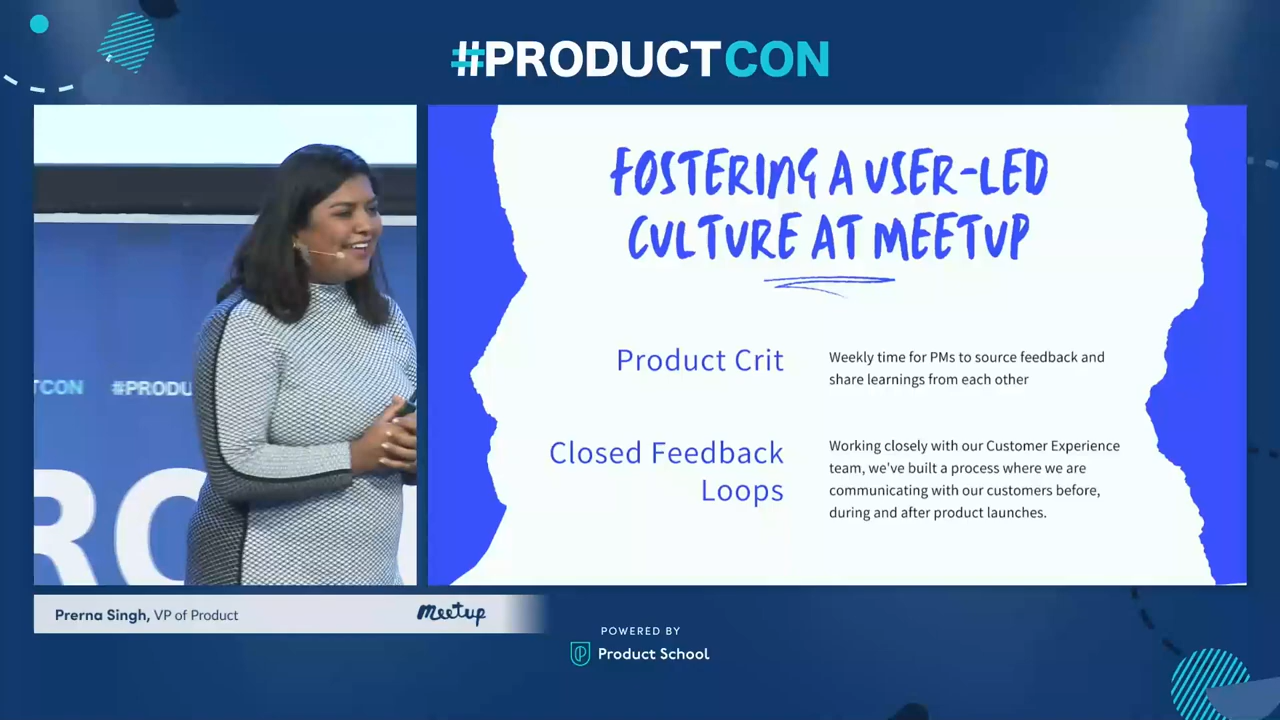 #PRODUCTCON
FOSTERING A USER-LED
CULTURE AT MEETUP
Product Crit
Weekly time for PMs to source feedback and
share learnings from each other
Closed Feedback
Loops
Working closely with our Customer Experience
team, we've built a process where we are
communicating with our customers before,
during and after product launches.
TCON #PRODU
RO
Prerna Singh, VP of Product
meetup
POWERED BY
Product School